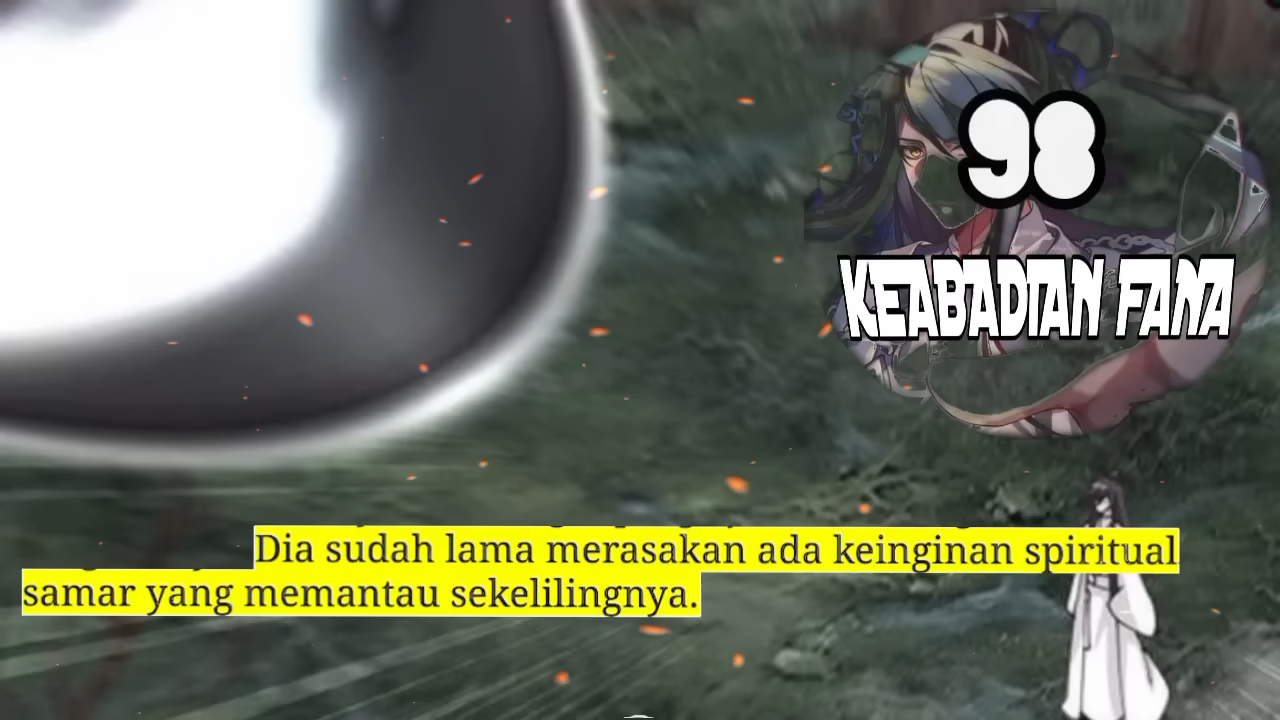 98
KEABADIAN FANA
Dia sudah lama merasakan ada keinginan spiritual
samar yang memantau sekelilingnya.